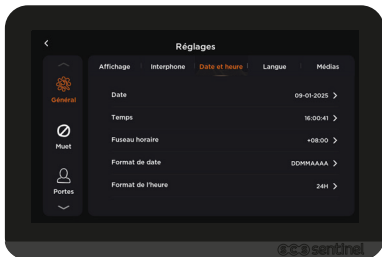 Réglages
Affichage Interphone Date et heure Langue Médias
Général
Muet
Portes
Date 09-01-2025
Temps 16:00:41
Fuseau horaire +08:00
Format de date DDMMAAAA
Format de l'heure 24H
sentinel